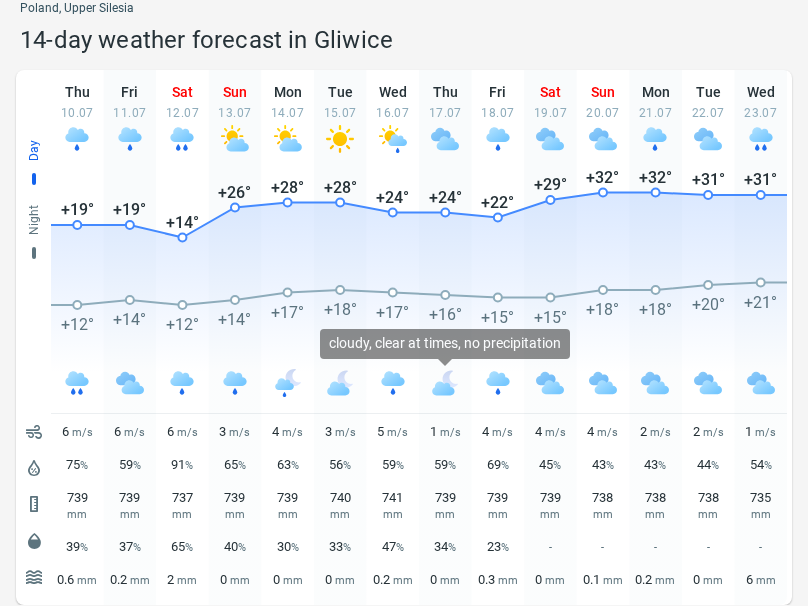 Poland, Upper Silesia
14-day weather forecast in Gliwice
Thu Fri Sat Sun Mon Tue Wed Thu Fri Sat Sun Mon Tue Wed
10.07 11.07 12.07 13.07 14.07 15.07 16.07 17.07 18.07 19.07 20.07 21.07 22.07 23.07
Day
+19° +19° +14° +26° +28° +28° +24° +24° +22° +29° +32° +32° +31° +31°
Night
+12° +14° +12° +14° +17° +18° +17° +16° +15° +15° +18° +18° +20° +21°
cloudy, clear at times, no precipitation
6 m/s 6 m/s 6 m/s 3 m/s 4 m/s 3 m/s 5 m/s 1 m/s 4 m/s 4 m/s 4 m/s 2 m/s 2 m/s 1 m/s
75% 59% 91% 65% 63% 56% 59% 59% 69% 45% 43% 43% 44% 54%
739 739 737 739 739 740 741 739 739 739 738 738 738 735
mm mm mm mm mm mm mm mm mm mm mm mm mm mm
39% 37% 65% 40% 30% 33% 47% 34% 23% - - - - -
0.6 mm 0.2 mm 2 mm 0 mm 0 mm 0 mm 0.2 mm 0 mm 0.3 mm 0 mm 0.1 mm 0.2 mm 0 mm 6 mm